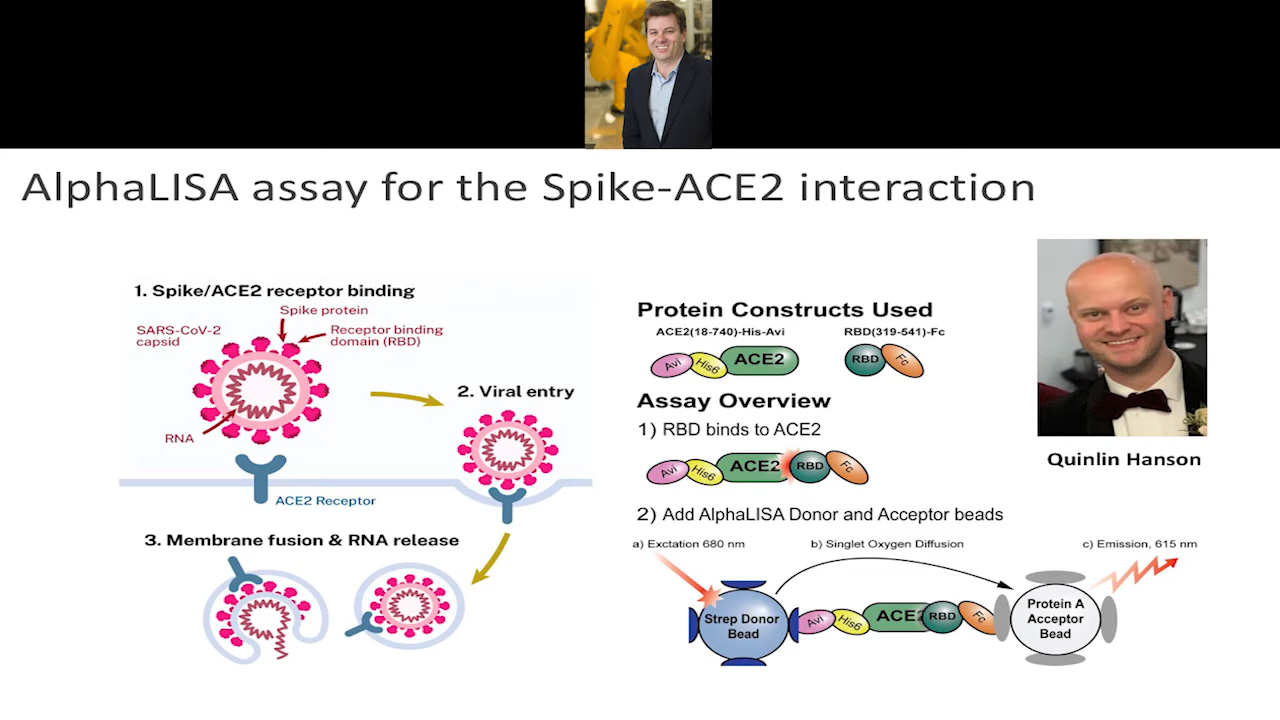 AlphaLISA assay for the Spike-ACE2 interaction
1. Spike/ACE2 receptor binding
Spike protein
SARS-CoV-2
capsid
Receptor binding
domain (RBD)
RNA
2. Viral entry
ACE2 Receptor
3. Membrane fusion & RNA release
Protein Constructs Used
ACE2(18-740)-His-Avi
RBD(319-541)-Fc
Avi
His6
ACE2
RBD
Fc
Assay Overview
1) RBD binds to ACE2
Avi
His6
ACE2
RBD
Fc
2) Add AlphaLISA Donor and Acceptor beads
a) Exctation 680 nm
b) Singlet Oxygen Diffusion
c) Emission, 615 nm
Strep Donor
Bead
Avi
His6
ACE2
RBD
Fc
Protein A
Acceptor
Bead
Quinlin Hanson